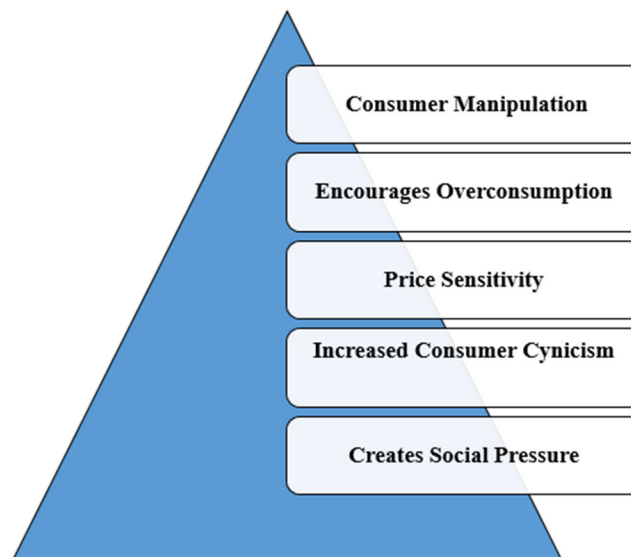 Consumer Manipulation
Encourages Overconsumption
Price Sensitivity
Increased Consumer Cynicism
Creates Social Pressure